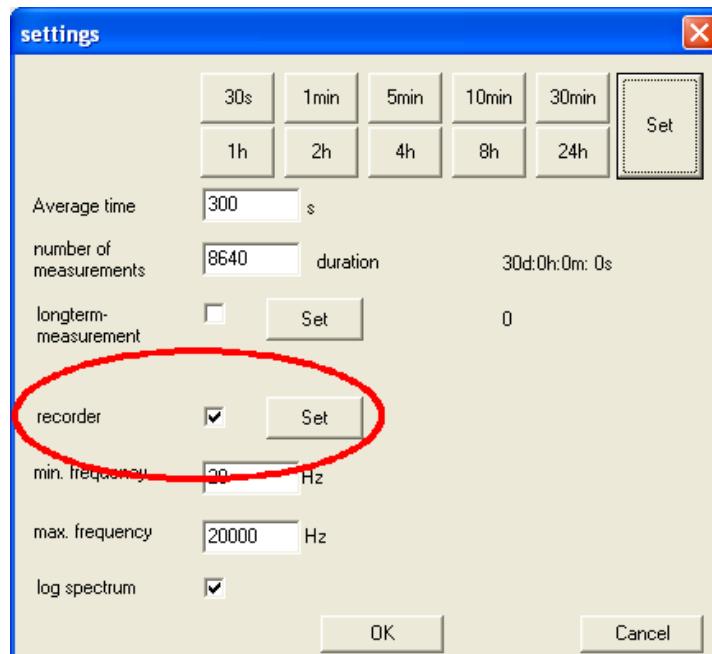 settings
30s 1min 5min 10min 30min Set
1h 2h 4h 8h 24h
Average time 300 s
number of
measurements 8640 duration 30d:0h:0m: 0s
longterm-
measurement Set 0
recorder Set
min. frequency 20 Hz
max. frequency 20000 Hz
log spectrum
OK Cancel